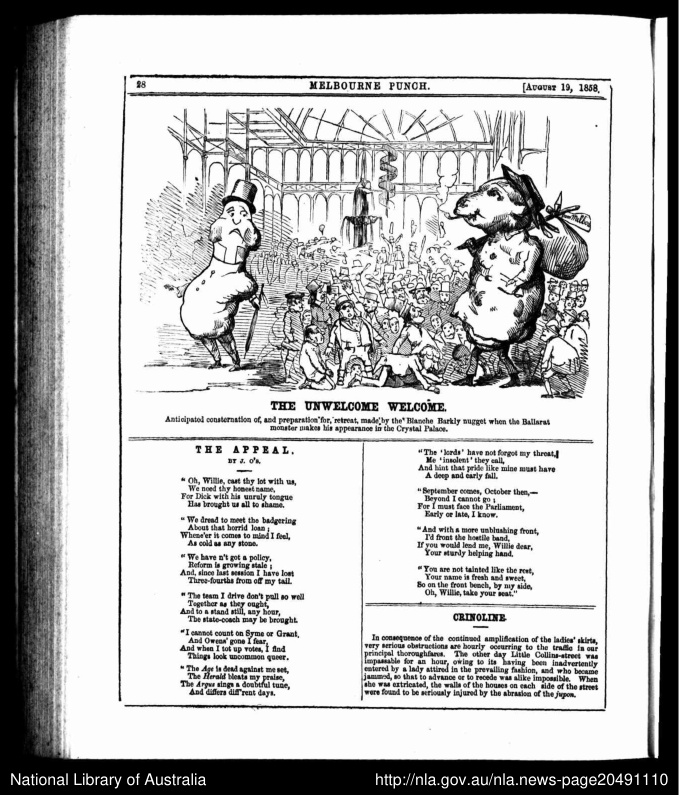 28
MELBOURNE PUNCH.
[AUGUST 19, 1858.
THE UNWELCOME WELCOME.
Anticipated consternation of, and preparation for, retreat, made by the Blanche Barkly nugget when the Ballarat
monster makes his appearance in the Crystal Palace.
THE APPEAL,
BY J. O'S.
"Oh, Willie, cast thy lot with us,
We need thy honest name,
For Dick with his unruly tongue
Has brought us all to shame.
"We dread to meet the badgering
About that horrid loan;
Whene'er it comes to mind I feel,
As cold as any stone.
"We have n't got a policy,
Reform is growing stale;
And, since last session I have lost
Three-fourths from off my tail.
"The team I drive don't pull so well
Together as they ought,
And to a stand still, any hour,
The state-coach may be brought.
"I cannot count on Syme or Grant,
And Owens' gone I fear,
And when I tot up votes, I find
Things look uncommon queer.
"The Age is dead against me set,
The Herald bleats my praise,
The Argus sings a doubtful tune,
And differs diff'rent days.
"The 'lords' have not forgot my threat,
Me 'insolent' they call,
And hint that pride like mine must have
A deep and early fall.
"September comes, October then,—
Beyond I cannot go;
For I must face the Parliament,
Early or late, I know.
"And with a more unblushing front,
I'd front the hostile band,
If you would lend me, Willie dear,
Your sturdy helping hand.
"You are not tainted like the rest,
Your name is fresh and sweet,
So on the front bench, by my side,
Oh, Willie, take your seat."
CRINOLINE.
In consequence of the continued amplification of the ladies' skirts,
very serious obstructions are hourly occurring to the traffic in our
principal thoroughfares. The other day Little Collins-street was
impassable for an hour, owing to its having been inadvertently
entered by a lady attired in the prevailing fashion, and who became
jammed, so that to advance or to recede was alike impossible. When
she was extricated, the walls of the houses on each side of the street
were found to be seriously injured by the abrasion of the jupon.
National Library of Australia
http://nla.gov.au/nla.news-page20491110